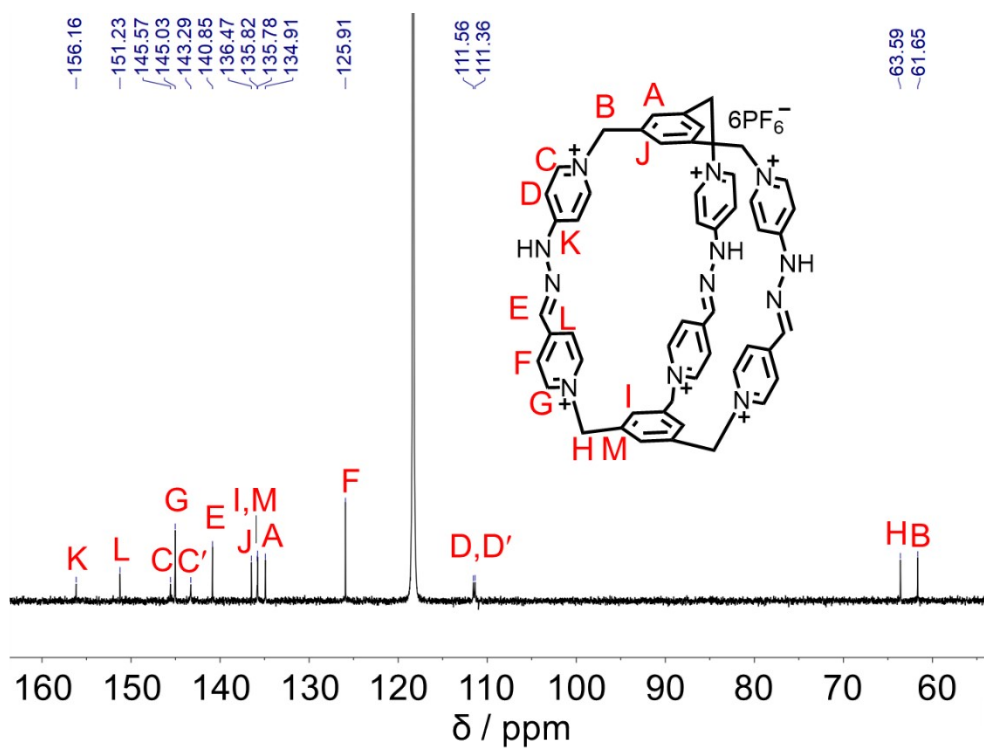 156.16
151.23
145.57
145.03
143.29
140.85
136.47
135.82
135.78
134.91
125.91
111.56
111.36
63.59
61.65
A
B
6PF6−
J
+
+
+
C
N
N
N
D
K
HN
NH
NH
N
N
N
E
L
F
N
N
N
G
+
+
+
I
H M
K
L
C
G
C′
E
J
I,M
A
F
D,D′
H
B
160 150 140 130 120 110 100 90 80 70 60
δ / ppm